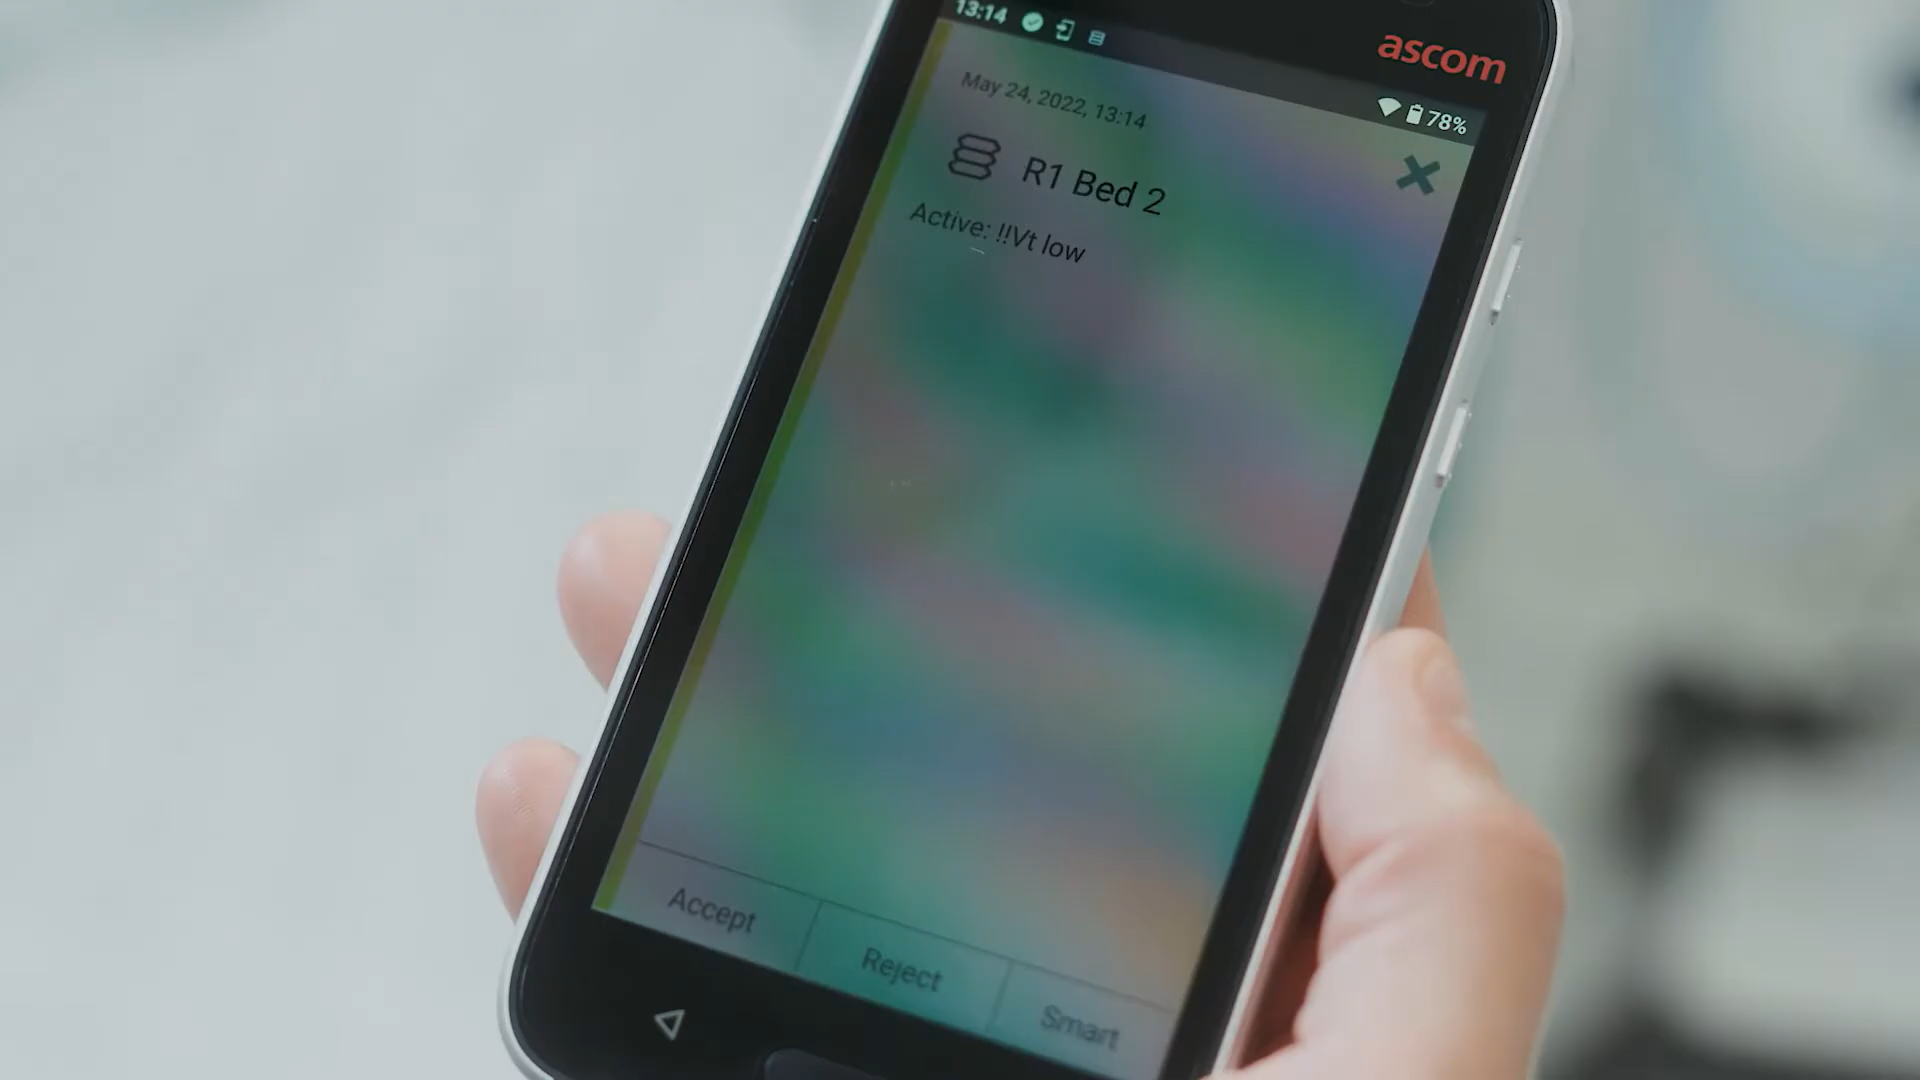 13:14
ascom
78%
May 24, 2022, 13:14
R1 Bed 2
Active: !!Vt low
Accept
Reject
Smart